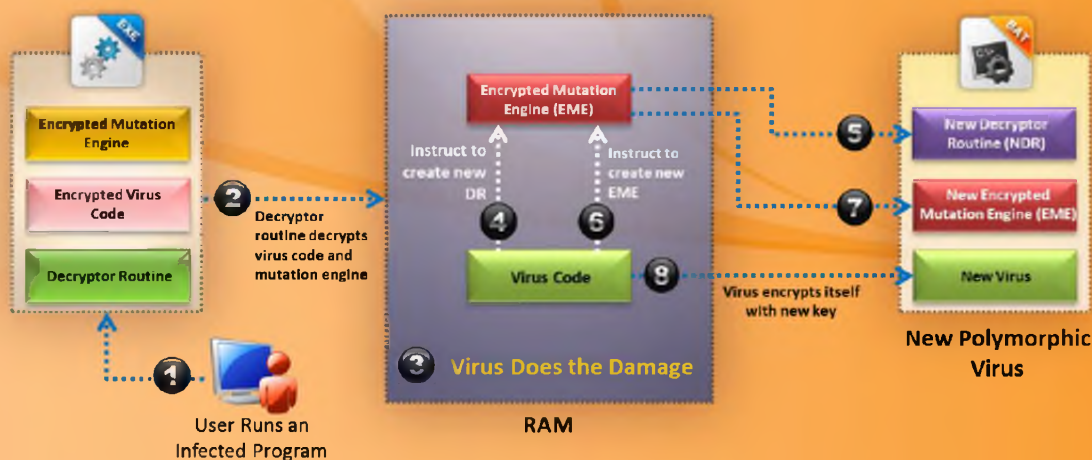 EXE
Encrypted Mutation
Engine
Encrypted Virus
Code
Decryptor Routine
1
User Runs an
Infected Program
2
Decryptor
routine decrypts
virus code and
mutation engine
Encrypted Mutation
Engine (EME)
Instruct to
create new
DR
4
Instruct to
create new
EME
6
Virus Code
3
Virus Does the Damage
RAM
5
7
8
Virus encrypts itself
with new key
BAT
New Decryptor
Routine (NDR)
New Encrypted
Mutation Engine (EME)
New Virus
New Polymorphic
Virus